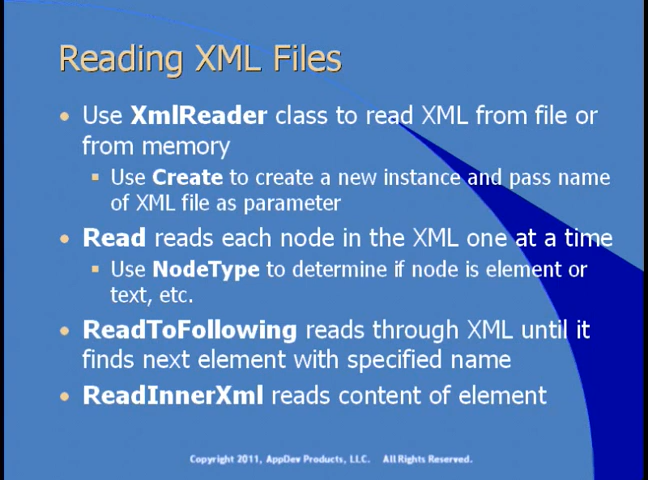 Reading XML Files
• Use XmlReader class to read XML from file or
from memory
▪ Use Create to create a new instance and pass name
of XML file as parameter
• Read reads each node in the XML one at a time
▪ Use NodeType to determine if node is element or
text, etc.
• ReadToFollowing reads through XML until it
finds next element with specified name
• ReadInnerXml reads content of element
Copyright 2011, AppDev Products, LLC. All Rights Reserved.